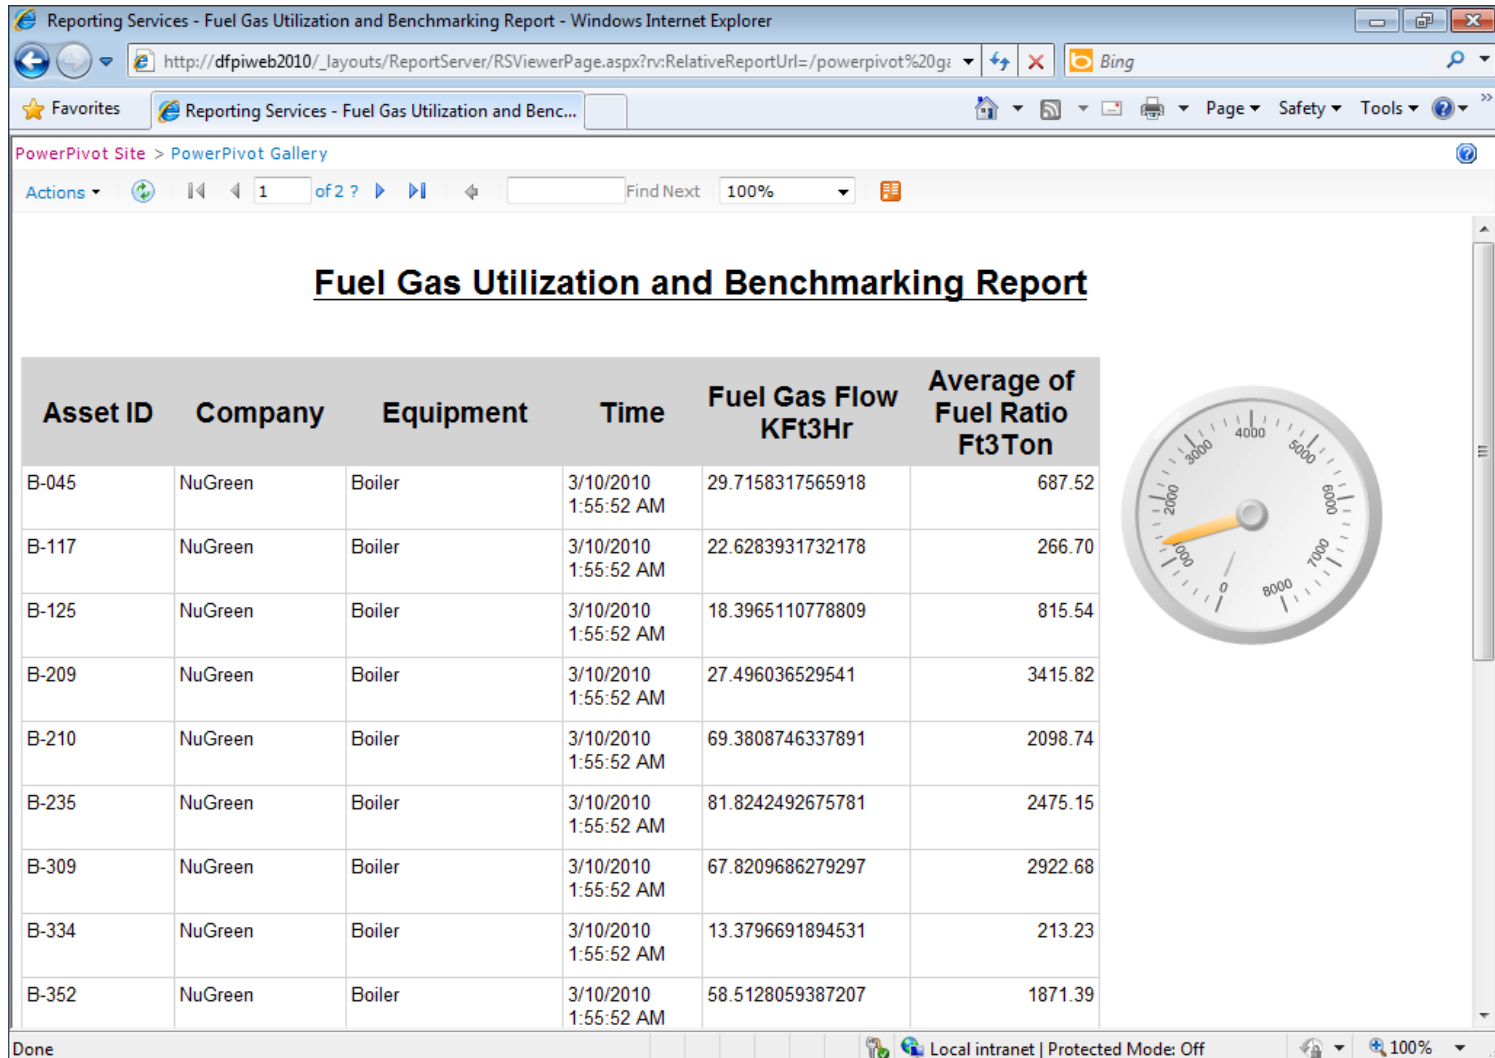 Reporting Services - Fuel Gas Utilization and Benchmarking Report - Windows Internet Explorer
http://dfpiweb2010/_layouts/ReportServer/RSViewerPage.aspx?rv:RelativeReportUrl=/powerpivot%20ga
Bing
Favorites
Reporting Services - Fuel Gas Utilization and Benc...
Page
Safety
Tools
PowerPivot Site > PowerPivot Gallery
Actions 1 of 2 ? Find Next 100%
Fuel Gas Utilization and Benchmarking Report
Asset ID Company Equipment Time Fuel Gas Flow KFt3Hr Average of Fuel Ratio Ft3Ton
B-045 NuGreen Boiler 3/10/2010 29.7158317565918 687.52
1:55:52 AM
B-117 NuGreen Boiler 3/10/2010 22.6283931732178 266.70
1:55:52 AM
B-125 NuGreen Boiler 3/10/2010 18.3965110778809 815.54
1:55:52 AM
B-209 NuGreen Boiler 3/10/2010 27.496036529541 3415.82
1:55:52 AM
B-210 NuGreen Boiler 3/10/2010 69.3808746337891 2098.74
1:55:52 AM
B-235 NuGreen Boiler 3/10/2010 81.8242492675781 2475.15
1:55:52 AM
B-309 NuGreen Boiler 3/10/2010 67.8209686279297 2922.68
1:55:52 AM
B-334 NuGreen Boiler 3/10/2010 13.3796691894531 213.23
1:55:52 AM
B-352 NuGreen Boiler 3/10/2010 58.5128059387207 1871.39
1:55:52 AM
0
1000
2000
3000
4000
5000
6000
7000
8000
Done
Local intranet | Protected Mode: Off
100%